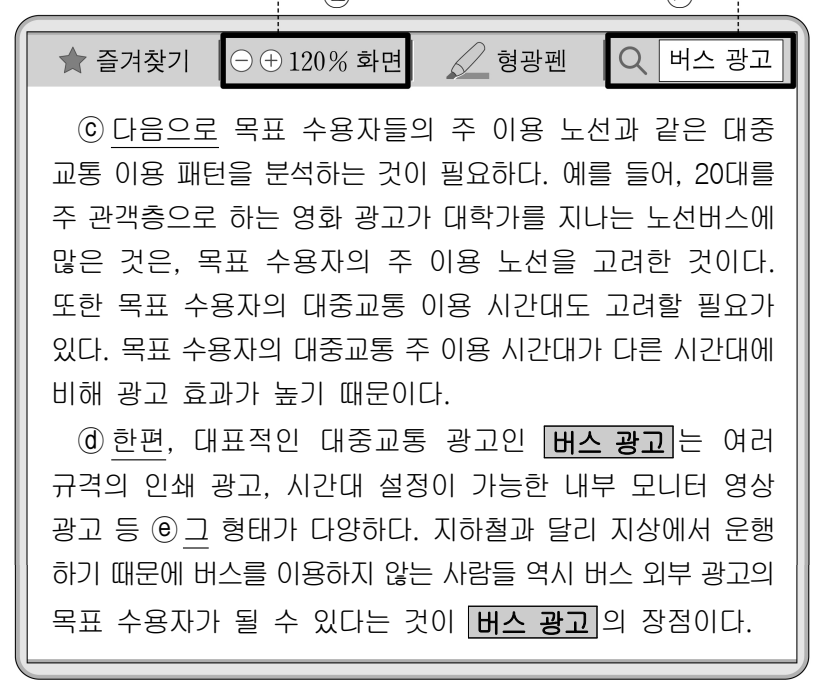 ★ 즐겨찾기 ⊖⊕ 120% 화면 형광펜 버스 광고
ⓒ 다음으로 목표 수용자들의 주 이용 노선과 같은 대중
교통 이용 패턴을 분석하는 것이 필요하다. 예를 들어, 20대를
주 관객층으로 하는 영화 광고가 대학가를 지나는 노선버스에
많은 것은, 목표 수용자의 주 이용 노선을 고려한 것이다.
또한 목표 수용자의 대중교통 이용 시간대도 고려할 필요가
있다. 목표 수용자의 대중교통 주 이용 시간대가 다른 시간대에
비해 광고 효과가 높기 때문이다.
ⓓ 한편, 대표적인 대중교통 광고인 버스 광고는 여러
규격의 인쇄 광고, 시간대 설정이 가능한 내부 모니터 영상
광고 등 ⓔ 그 형태가 다양하다. 지하철과 달리 지상에서 운행
하기 때문에 버스를 이용하지 않는 사람들 역시 버스 외부 광고의
목표 수용자가 될 수 있다는 것이 버스 광고의 장점이다.